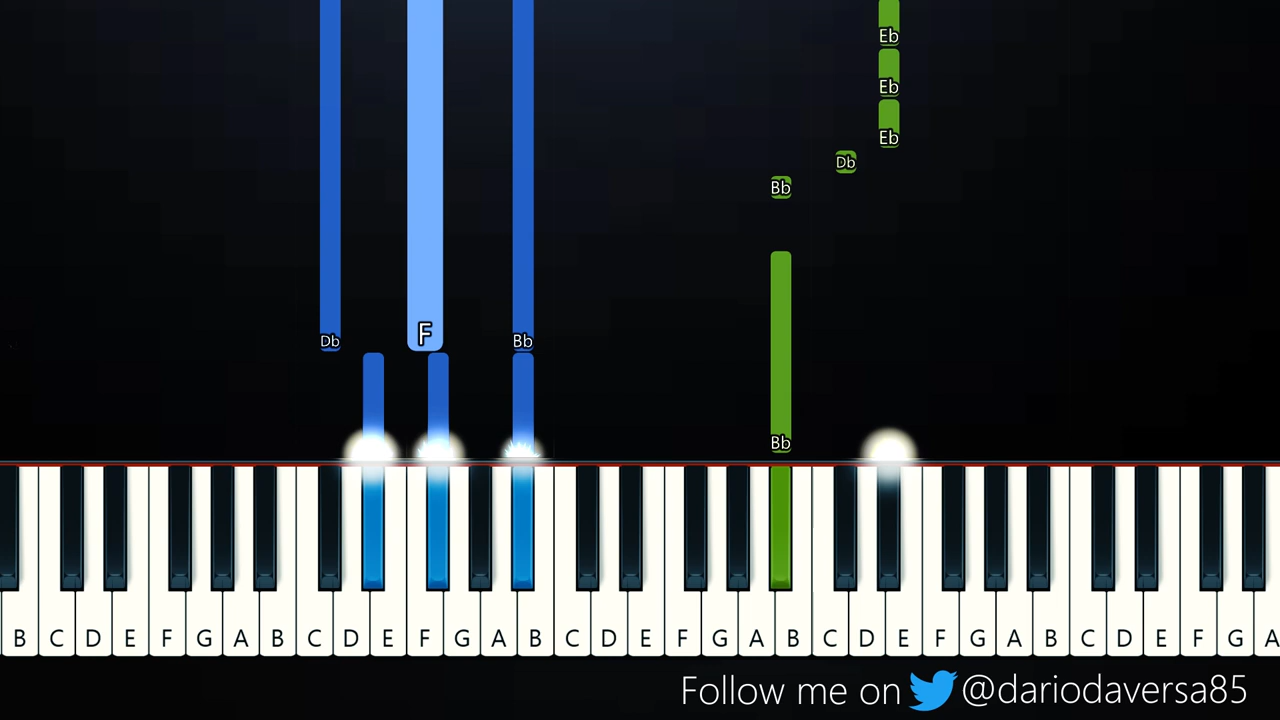 Eb
Eb
Eb
Db
Bb
Db F Bb
Bb
B C D E F G A B C D E F G A B C D E F G A B C D E F G A B C D E F G A
Follow me on @dariodaversa85